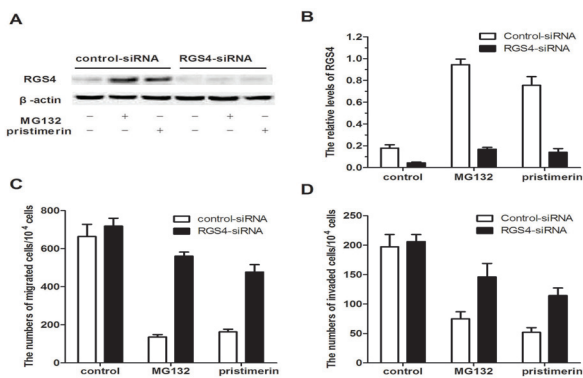 A
control-siRNA RGS4-siRNA
RGS4
β -actin
MG132 – + – – + –
pristimerin – – + – – +
B
Control-siRNA
RGS4-siRNA
The relative levels of RGS4
1.2
1.0
0.8
0.6
0.4
0.2
0.0
control MG132 pristimerin
C
control-siRNA
RGS4-siRNA
The numbers of migrated cells/10⁴ cells
800
600
400
200
0
control MG132 pristimerin
D
Control-siRNA
RGS4-siRNA
The numbers of invaded cells/10⁴ cells
250
200
150
100
50
0
control MG132 pristimerin